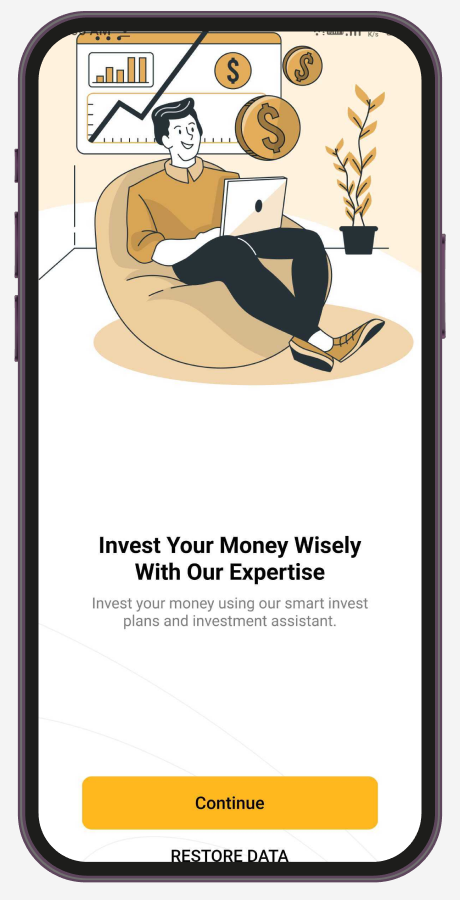 Invest Your Money Wisely
With Our Expertise
Invest your money using our smart invest
plans and investment assistant.
Continue
RESTORE DATA